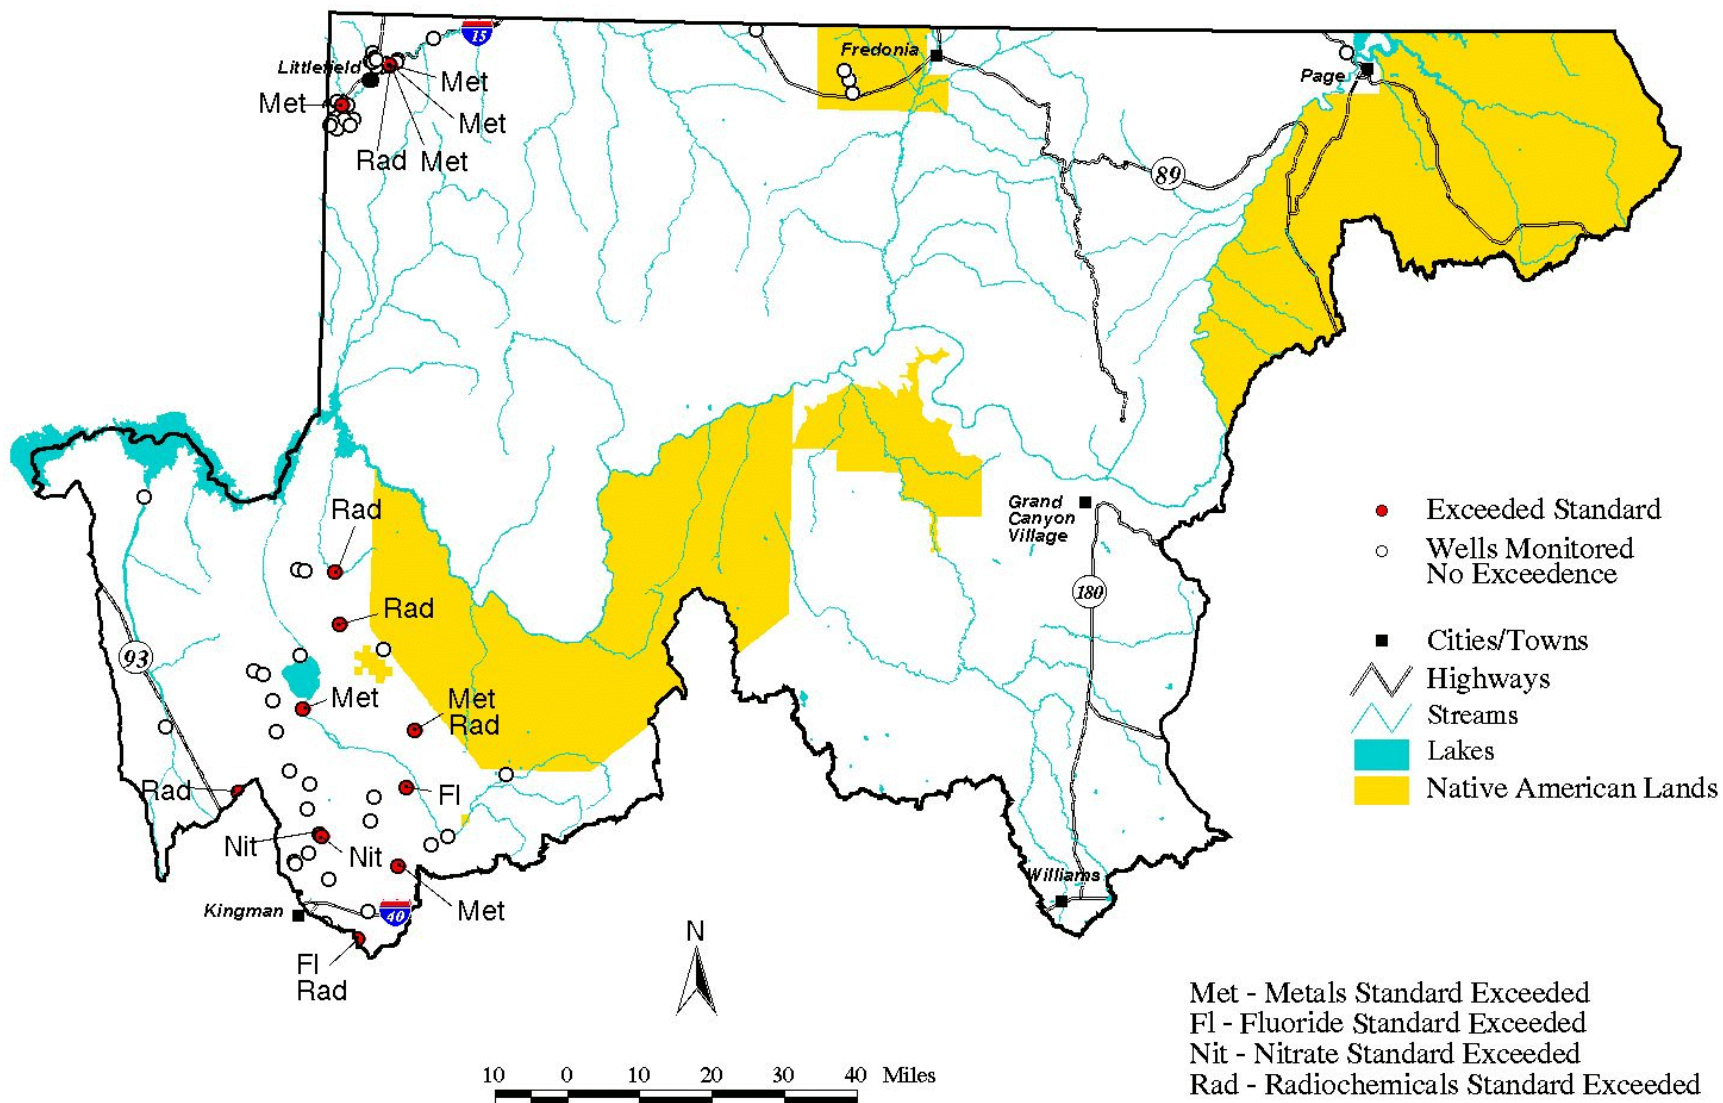 15
Fredonia
Littlefield
Page
Met
Met
Met
Rad Met
89
Rad
Grand
Canyon
Village
Exceeded Standard
Wells Monitored
No Exceedence
Rad
180
Cities/Towns
93
Highways
Met
Met
Rad
Streams
Lakes
Rad
Fl
Native American Lands
Nit
Nit
Williams
Kingman
40
Met
N
Fl
Rad
Met - Metals Standard Exceeded
Fl - Fluoride Standard Exceeded
Nit - Nitrate Standard Exceeded
Rad - Radiochemicals Standard Exceeded
10 0 10 20 30 40 Miles